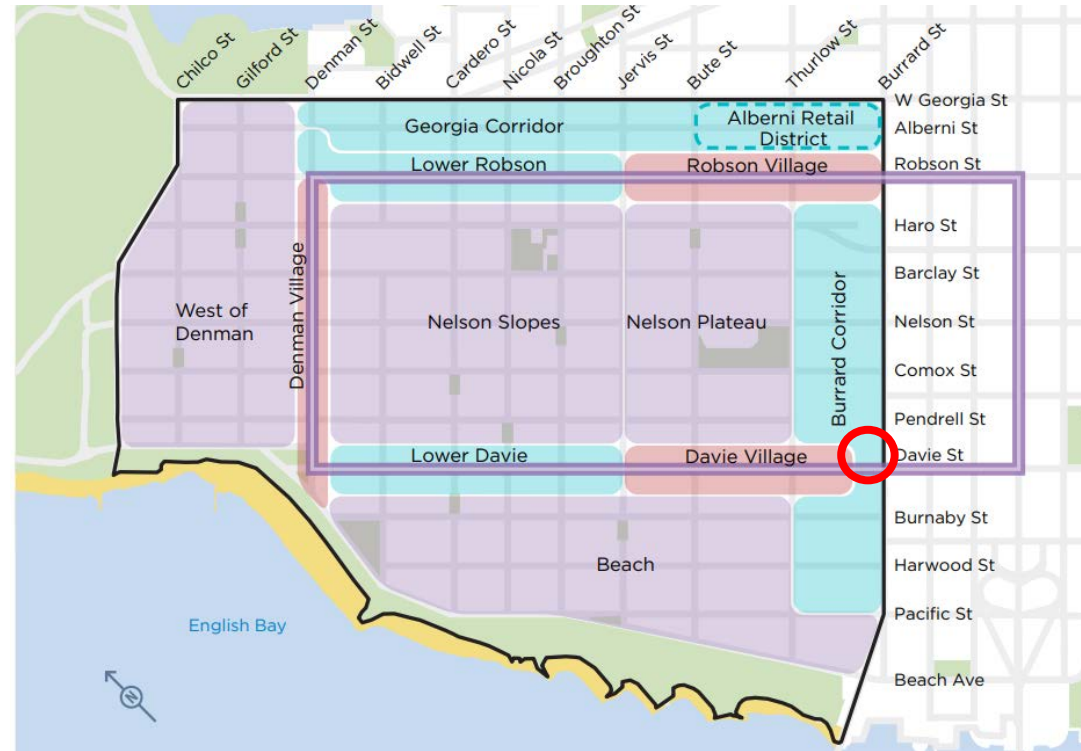 Chilco St
Gilford St
Denman St
Bidwell St
Cardero St
Nicola St
Broughton St
Jervis St
Bute St
Thurlow St
Burrard St
W Georgia St
Alberni St
Robson St
Haro St
Barclay St
Nelson St
Comox St
Pendrell St
Davie St
Burnaby St
Harwood St
Pacific St
Beach Ave
Georgia Corridor
Alberni Retail
District
Lower Robson
Robson Village
West of
Denman
Denman Village
Nelson Slopes
Nelson Plateau
Burrard Corridor
Lower Davie
Davie Village
Beach
English Bay
N